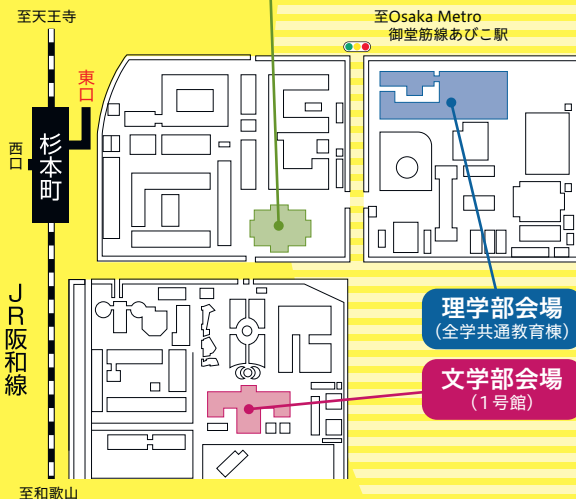 至天王寺
至Osaka Metro
御堂筋線あびこ駅
東口
西口
杉本町
JR阪和線
理学部会場
(全学共通教育棟)
文学部会場
(1号館)
至和歌山